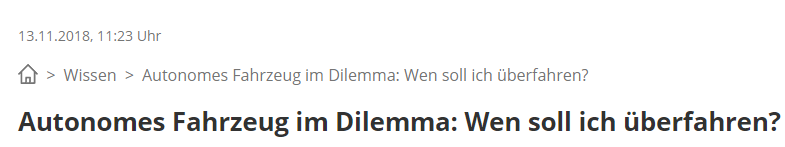 13.11.2018, 11:23 Uhr
> Wissen > Autonomes Fahrzeug im Dilemma: Wen soll ich überfahren?
Autonomes Fahrzeug im Dilemma: Wen soll ich überfahren?